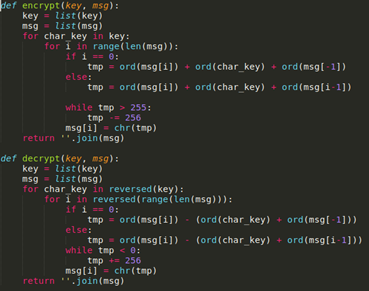 def encrypt(key, msg):
    key = list(key)
    msg = list(msg)
    for char_key in key:
        for i in range(len(msg)):
            if i == 0:
                tmp = ord(msg[i]) + ord(char_key) + ord(msg[-1])
            else:
                tmp = ord(msg[i]) + ord(char_key) + ord(msg[i-1])

            while tmp > 255:
                tmp -= 256
            msg[i] = chr(tmp)
    return ''.join(msg)

def decrypt(key, msg):
    key = list(key)
    msg = list(msg)
    for char_key in reversed(key):
        for i in reversed(range(len(msg))):
            if i == 0:
                tmp = ord(msg[i]) - (ord(char_key) + ord(msg[-1]))
            else:
                tmp = ord(msg[i]) - (ord(char_key) + ord(msg[i-1]))
            while tmp < 0:
                tmp += 256
            msg[i] = chr(tmp)
    return ''.join(msg)